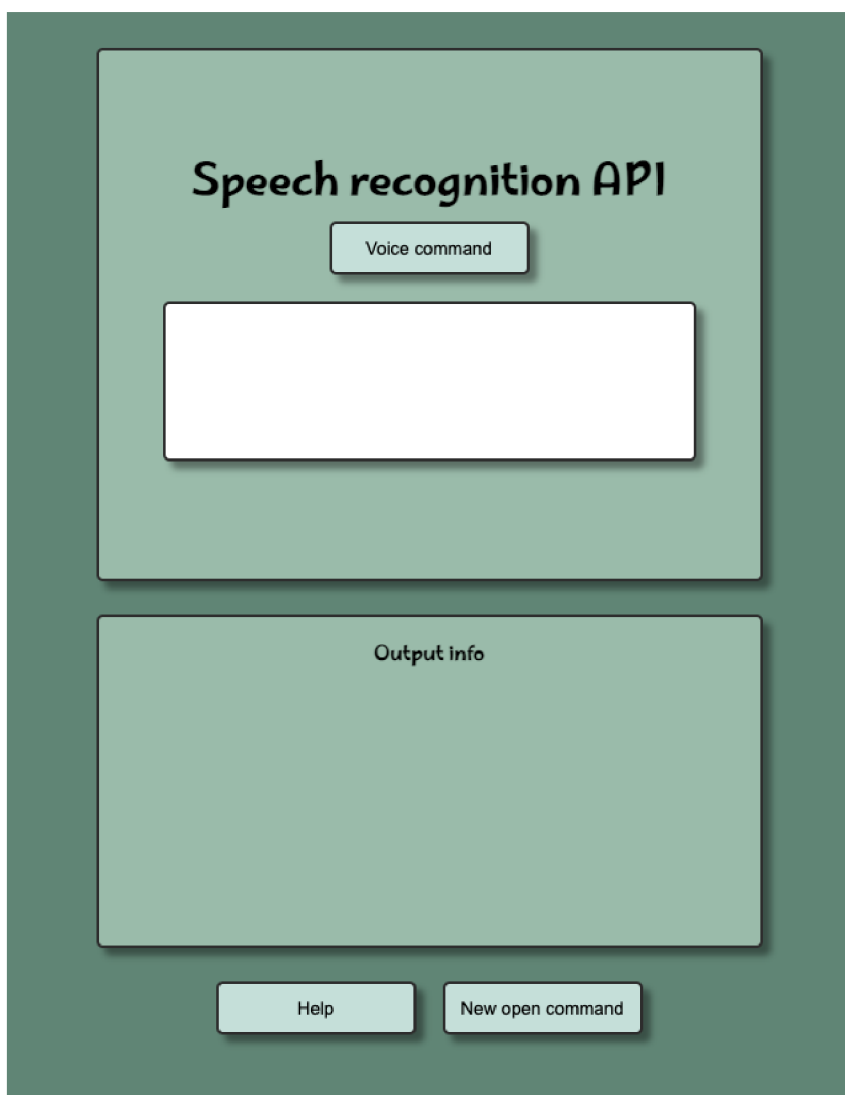 Speech recognition API
Voice command
Output info
Help
New open command